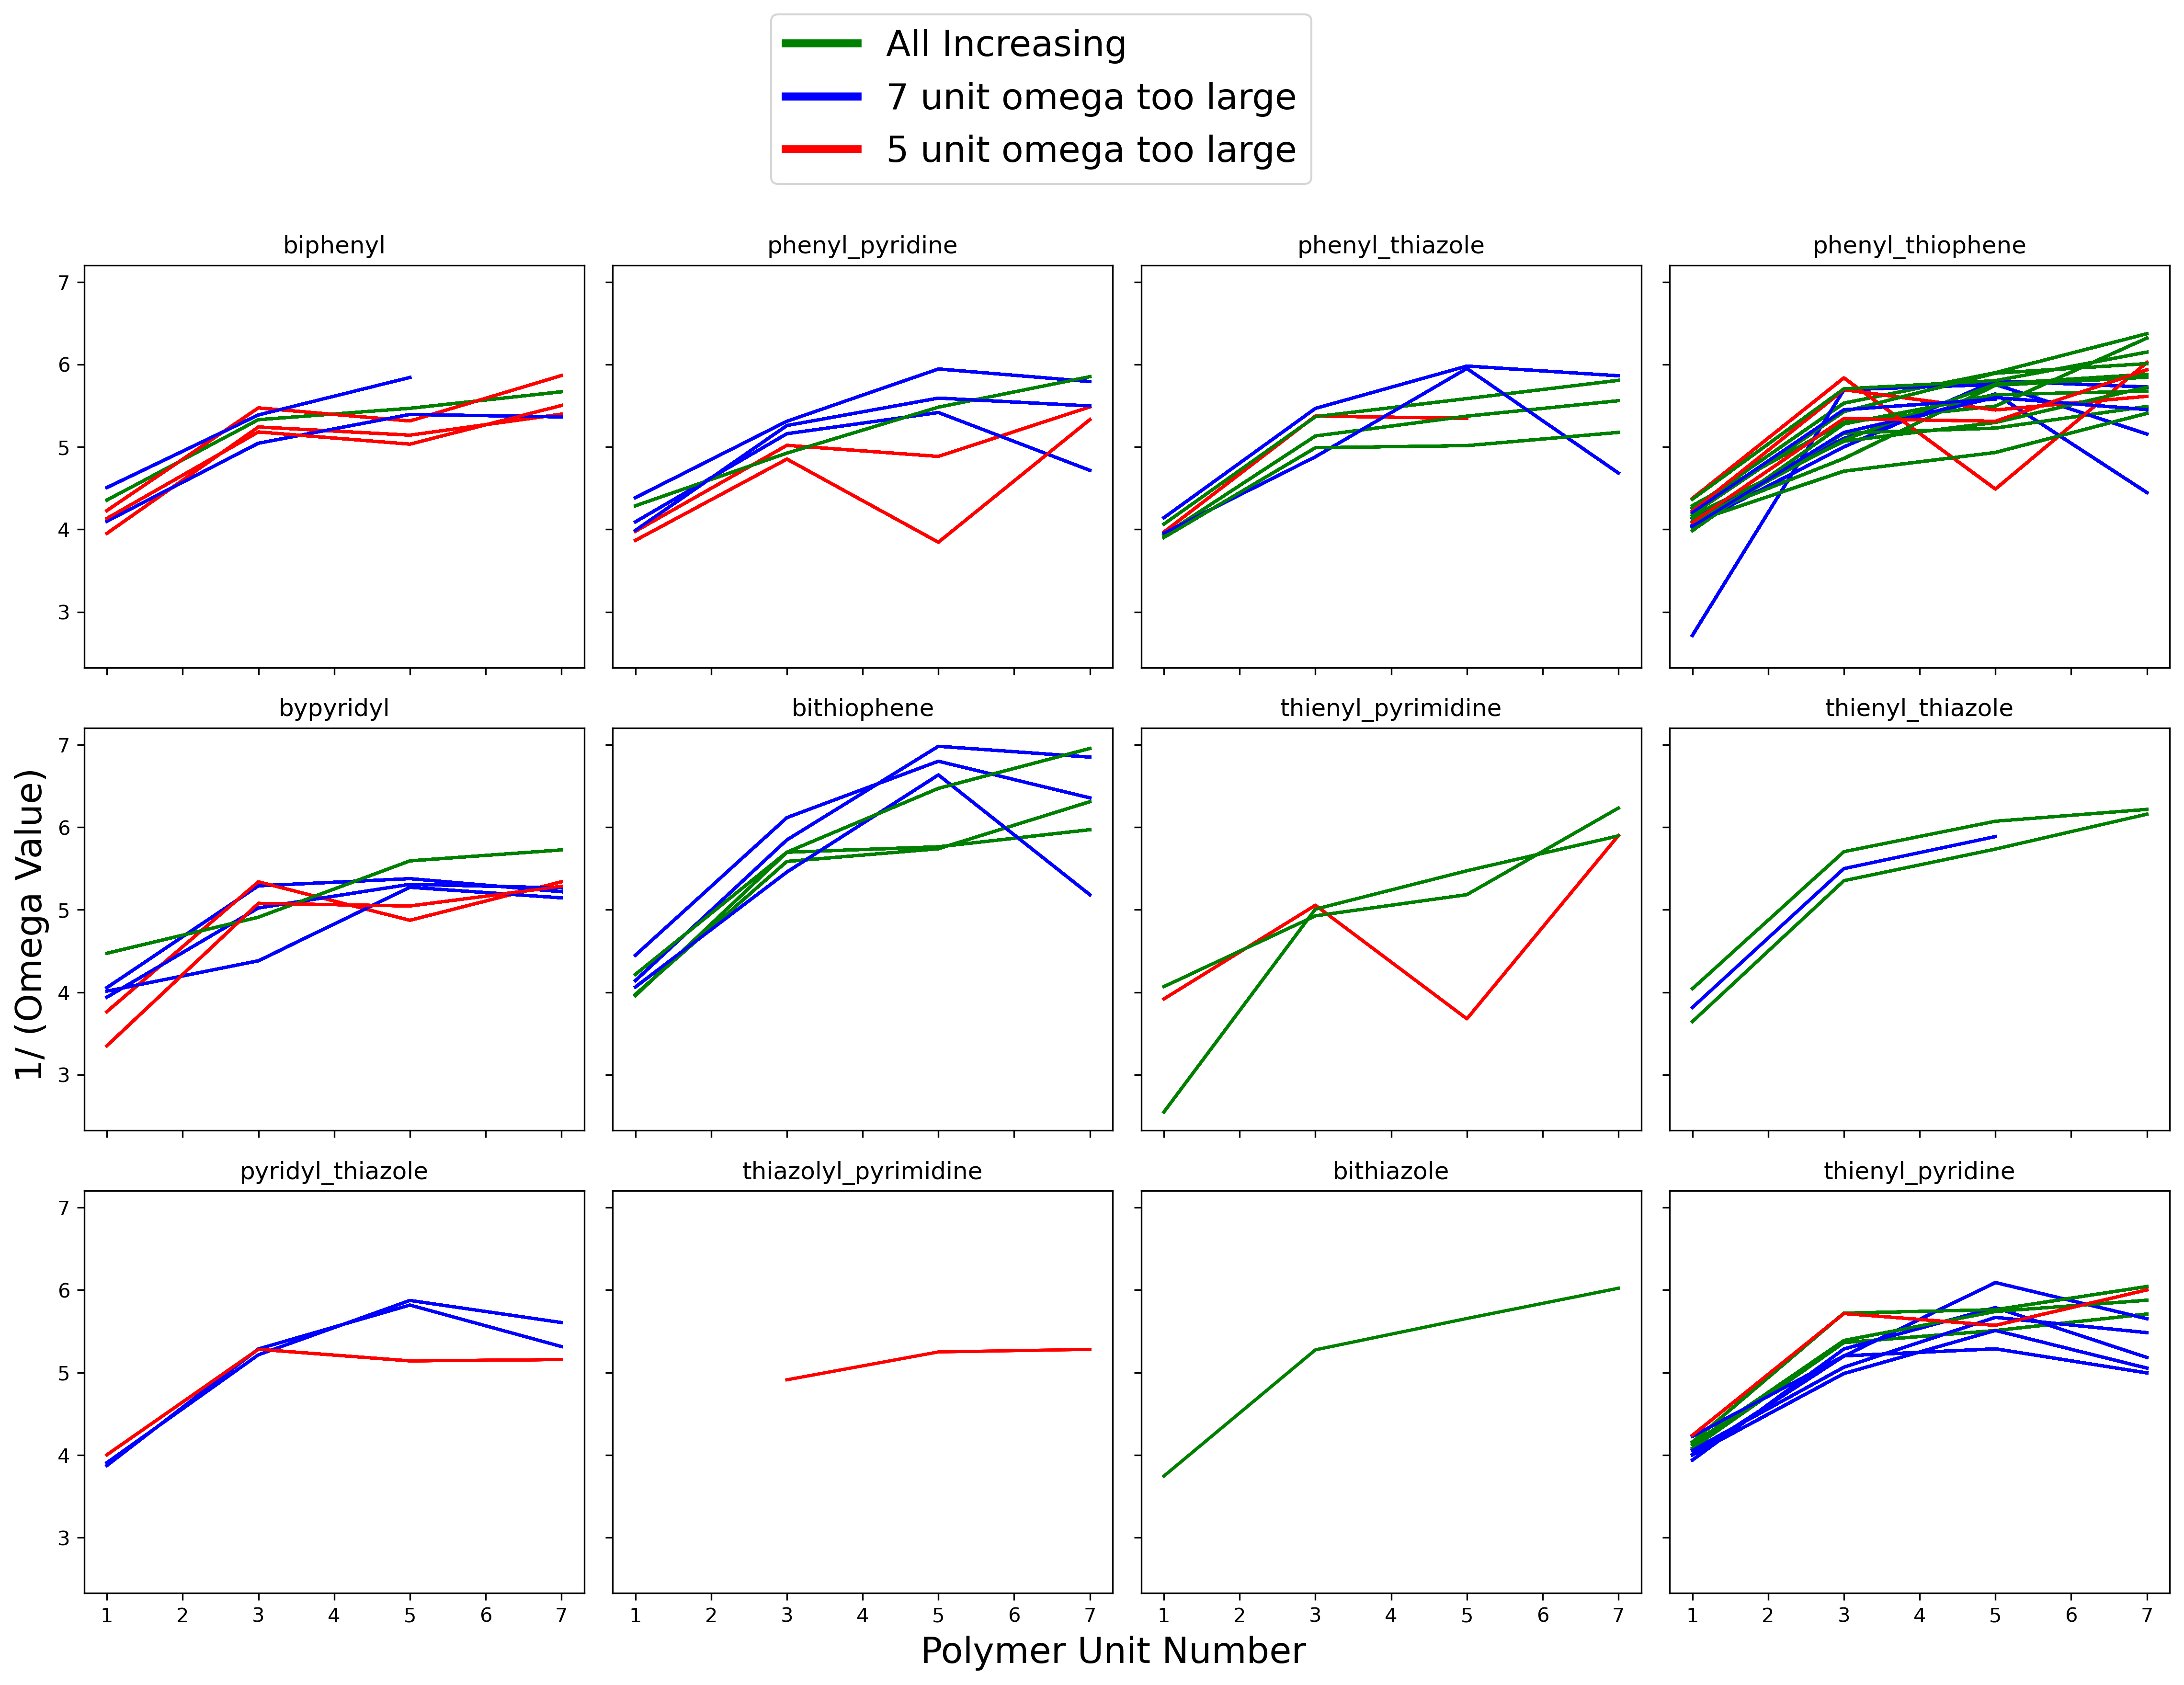 All Increasing
7 unit omega too large
5 unit omega too large
biphenyl
phenyl_pyridine
phenyl_thiazole
phenyl_thiophene
7
6
5
4
3
bypyridyl
bithiophene
thienyl_pyrimidine
thienyl_thiazole
7
6
5
4
3
1/ (Omega Value)
pyridyl_thiazole
thiazolyl_pyrimidine
bithiazole
thienyl_pyridine
7
6
5
4
3
1 2 3 4 5 6 7
1 2 3 4 5 6 7
1 2 3 4 5 6 7
1 2 3 4 5 6 7
Polymer Unit Number